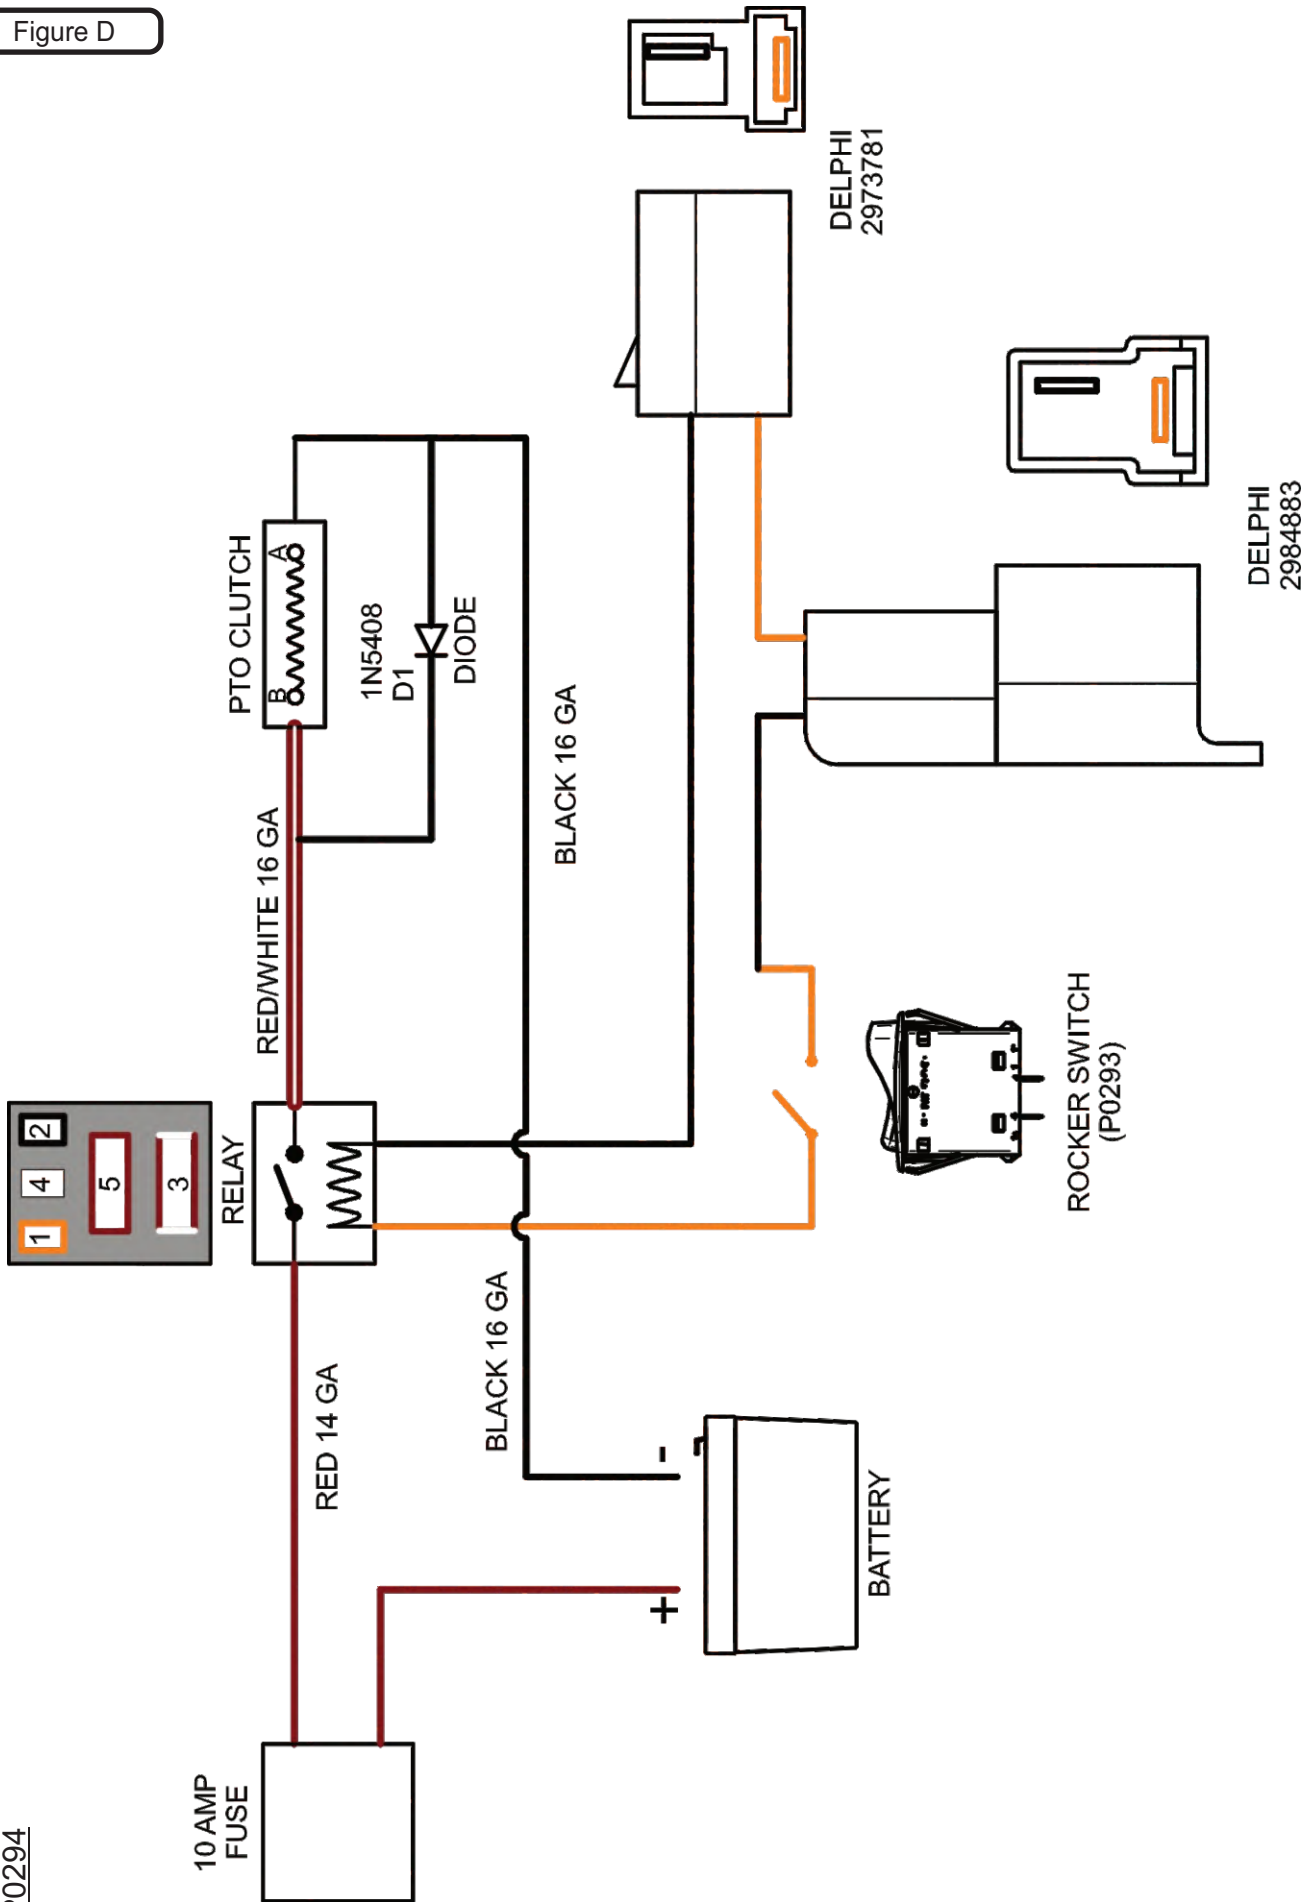 Figure D
P0294
10 AMP
FUSE
RED 14 GA
BLACK 16 GA
+
-
BATTERY
1
4
2
5
3
RELAY
RED/WHITE 16 GA
PTO CLUTCH
B
A
1N5408
D1
DIODE
BLACK 16 GA
ROCKER SWITCH
(P0293)
DELPHI
2973781
DELPHI
2984883